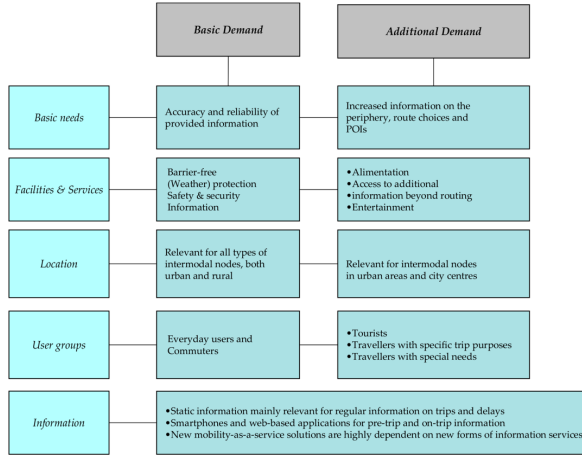 Basic Demand
Additional Demand
Basic needs
Accuracy and reliability of
provided information
Increased information on the
periphery, route choices and
POIs
Facilities & Services
Barrier-free
(Weather) protection
Safety & security
Information
•Alimentation
•Access to additional
•information beyond routing
•Entertainment
Location
Relevant for all types of
intermodal nodes, both
urban and rural
Relevant for intermodal nodes
in urban areas and city centres
User groups
Everyday users and
Commuters
•Tourists
•Travellers with specific trip purposes
•Travellers with special needs
Information
•Static information mainly relevant for regular information on trips and delays
•Smartphones and web-based applications for pre-trip and on-trip information
•New mobility-as-a-service solutions are highly dependent on new forms of information services